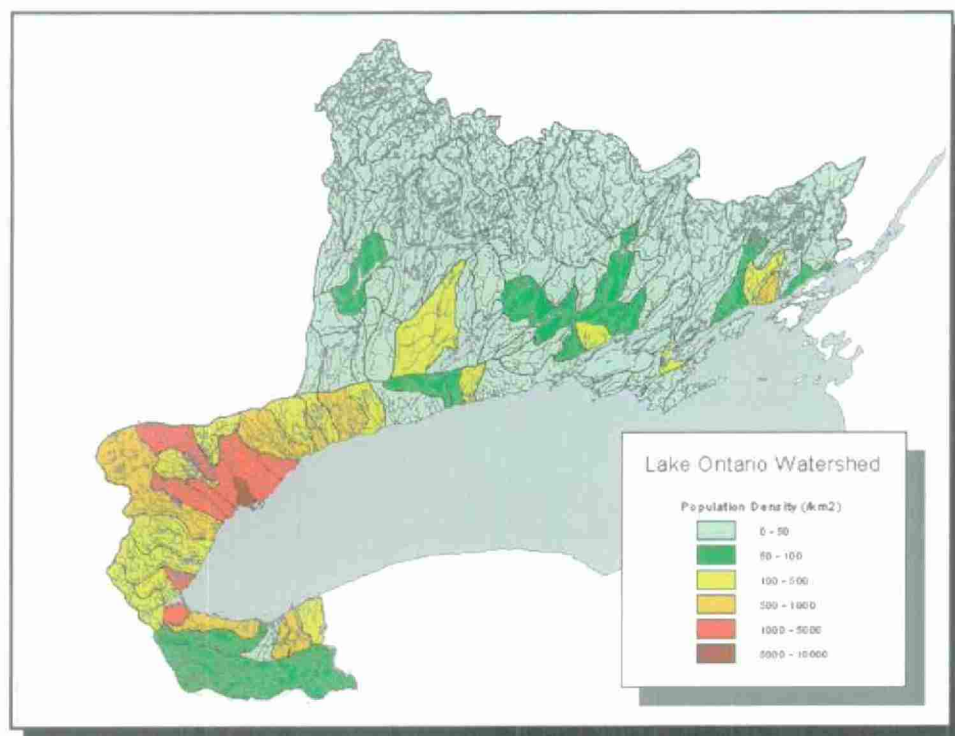 Lake Ontario Watershed
Population Density (/km2)
0 - 50
50 - 100
100 - 500
500 - 1000
1000 - 5000
5000 - 10000